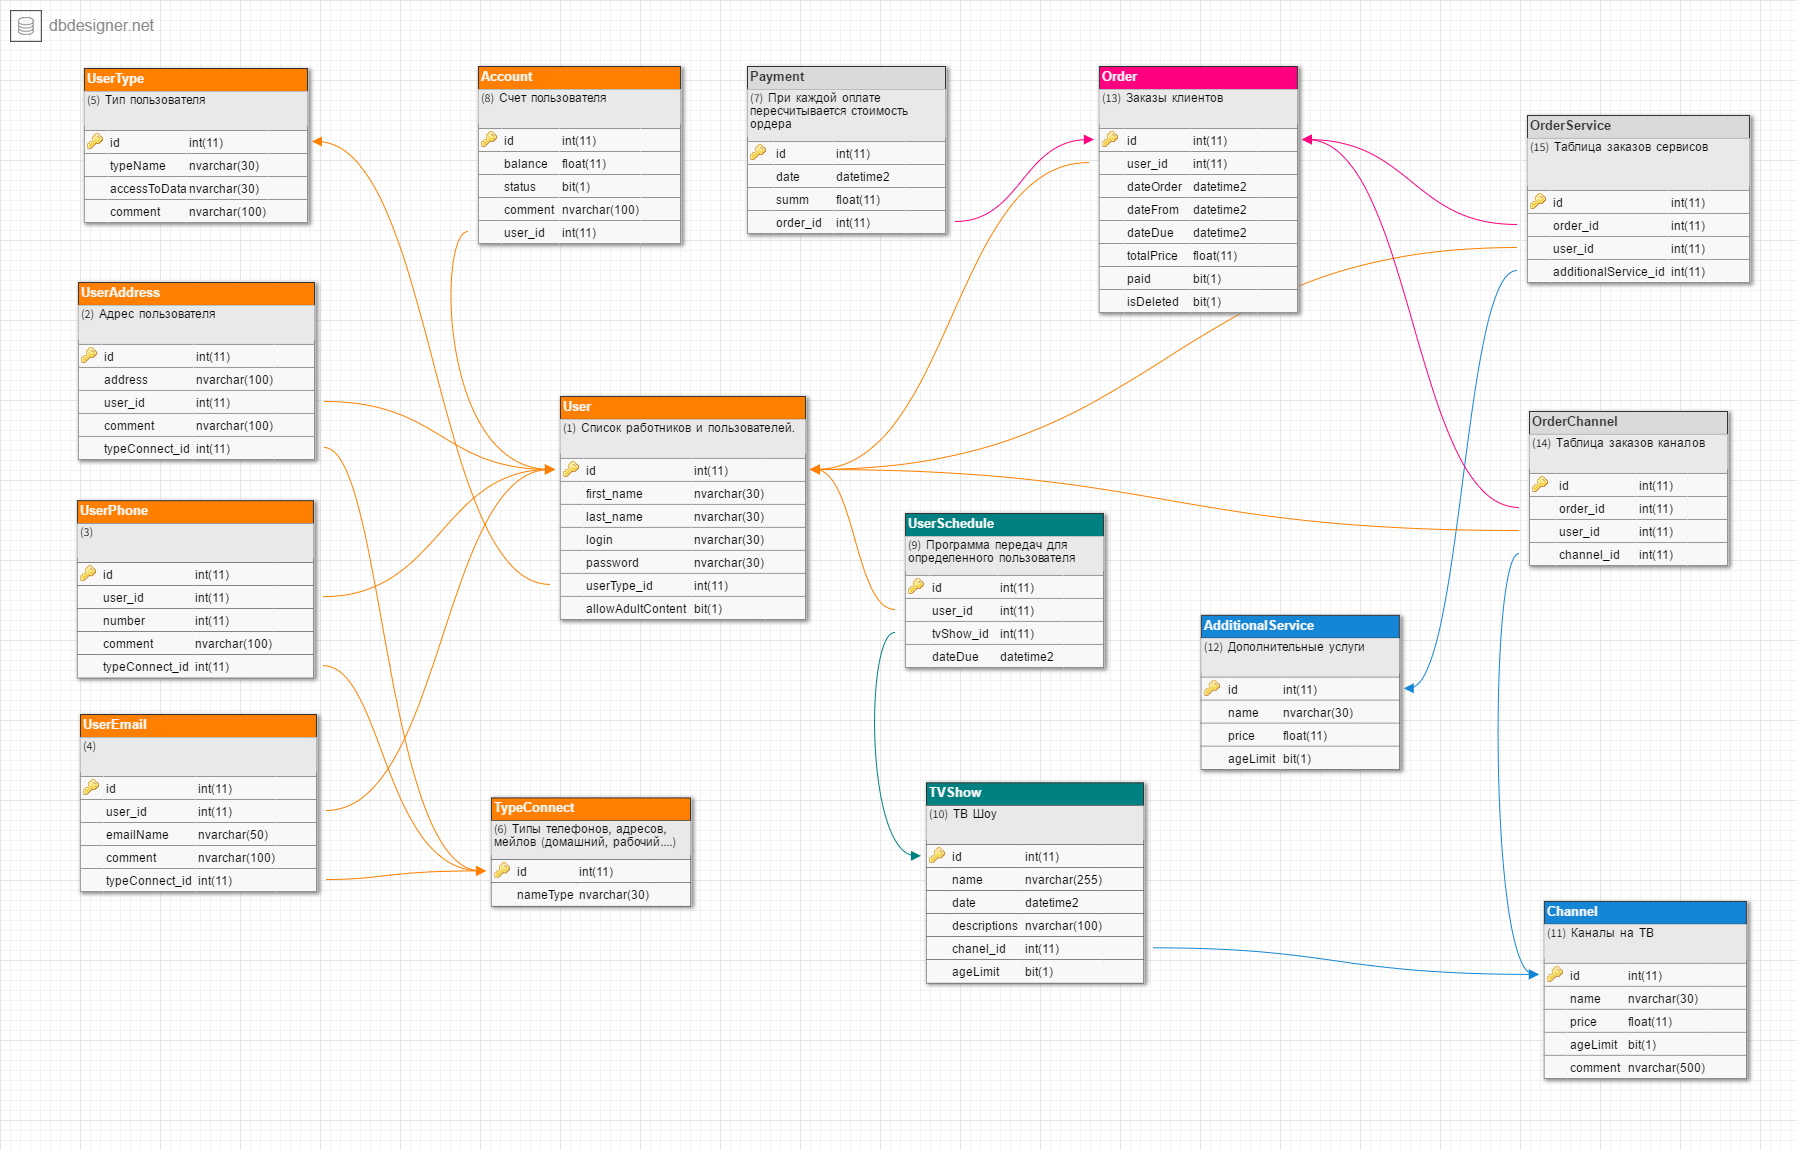 dbdesigner.net
UserType
(5) Тип пользователя
id int(11)
typeName nvarchar(30)
accessToData nvarchar(30)
comment nvarchar(100)
Account
(8) Счет пользователя
id int(11)
balance float(11)
status bit(1)
comment nvarchar(100)
user_id int(11)
Payment
(7) При каждой оплате
пересчитывается стоимость
ордера
id int(11)
date datetime2
summ float(11)
order_id int(11)
Order
(13) Заказы клиентов
id int(11)
user_id int(11)
dateOrder datetime2
dateFrom datetime2
dateDue datetime2
totalPrice float(11)
paid bit(1)
isDeleted bit(1)
OrderService
(15) Таблица заказов сервисов
id int(11)
order_id int(11)
user_id int(11)
additionalService_id int(11)
UserAddress
(2) Адрес пользователя
id int(11)
address nvarchar(100)
user_id int(11)
comment nvarchar(100)
typeConnect_id int(11)
User
(1) Список работников и пользователей.
id int(11)
first_name nvarchar(30)
last_name nvarchar(30)
login nvarchar(30)
password nvarchar(30)
userType_id int(11)
allowAdultContent bit(1)
OrderChannel
(14) Таблица заказов каналов
id int(11)
order_id int(11)
user_id int(11)
channel_id int(11)
UserPhone
(3)
id int(11)
user_id int(11)
number int(11)
comment nvarchar(100)
typeConnect_id int(11)
UserSchedule
(9) Программа передач для
определенного пользователя
id int(11)
user_id int(11)
tvShow_id int(11)
dateDue datetime2
AdditionalService
(12) Дополнительные услуги
id int(11)
name nvarchar(30)
price float(11)
ageLimit bit(1)
UserEmail
(4)
id int(11)
user_id int(11)
emailName nvarchar(50)
comment nvarchar(100)
typeConnect_id int(11)
TypeConnect
(6) Типы телефонов, адресов,
мейлов (домашний, рабочий....)
id int(11)
nameType nvarchar(30)
TVShow
(10) ТВ Шоу
id int(11)
name nvarchar(255)
date datetime2
descriptions nvarchar(100)
chanel_id int(11)
ageLimit bit(1)
Channel
(11) Каналы на ТВ
id int(11)
name nvarchar(30)
price float(11)
ageLimit bit(1)
comment nvarchar(500)